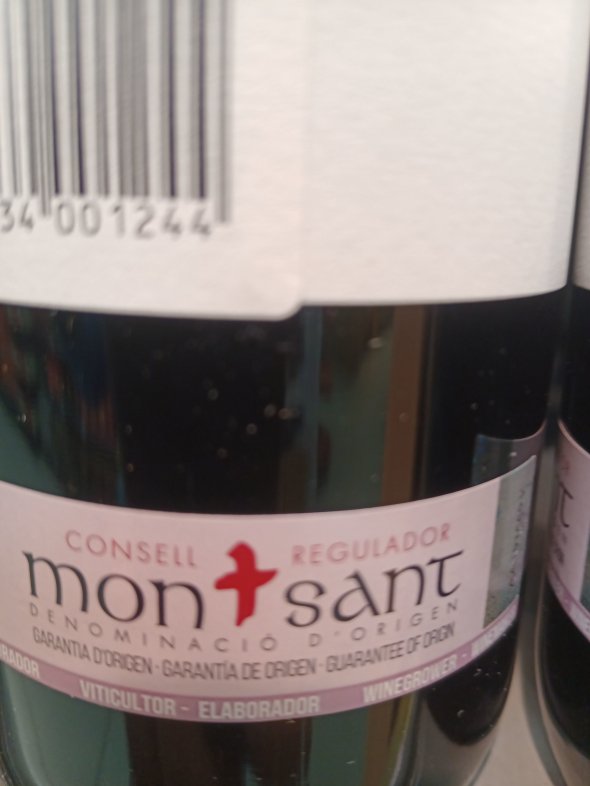 34 001244
CONSELL REGULADOR
montsant
DENOMINACIÓ D'ORIGEN
GARANTIA D'ORIGEN · GARANTÍA DE ORIGEN · GUARANTEE OF ORIGIN
VITICULTOR - ELABORADOR WINEGROWER -